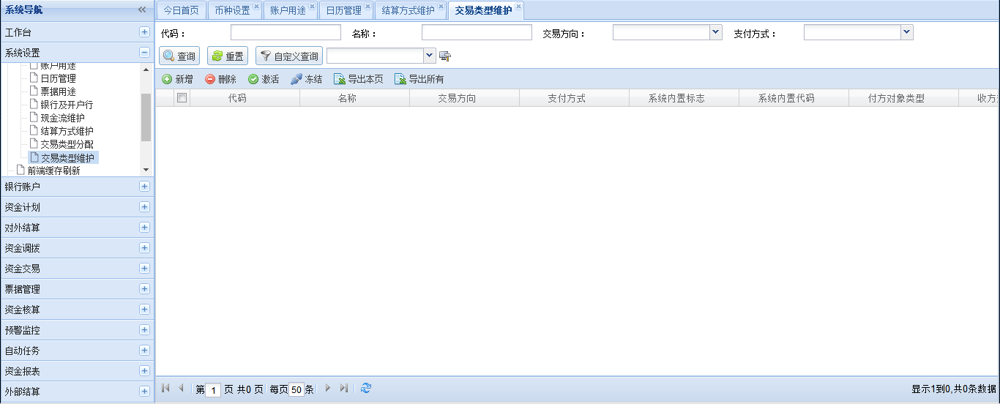 系统导航
工作台
系统设置
账户用途
日历管理
票据用途
银行及开户行
现金流维护
结算方式维护
交易类型分配
交易类型维护
前端缓存刷新
银行账户
资金计划
对外结算
资金调拨
资金交易
票据管理
资金核算
预警监控
自动任务
资金报表
外部结算
今日首页 币种设置 账户用途 日历管理 结算方式维护 交易类型维护
代码： 名称： 交易方向： 支付方式：
查询 重置 自定义查询
新增 删除 激活 冻结 导出本页 导出所有
代码 名称 交易方向 支付方式 系统内置标志 系统内置代码 付方对象类型 收方
第 1 页 共0 页 每页 50 条 显示1到0,共0条数据